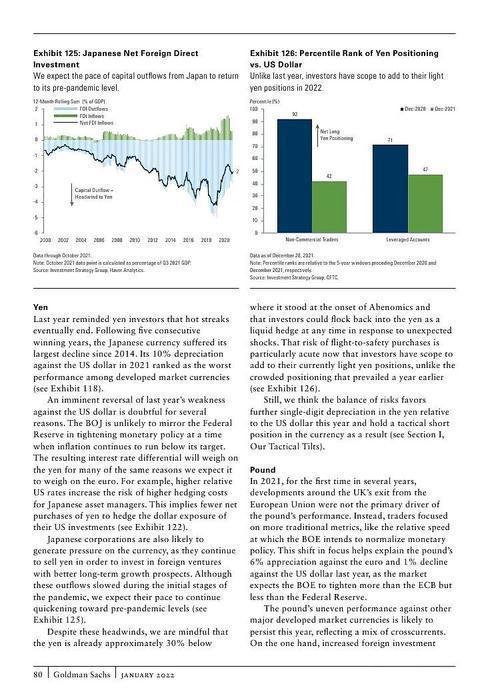 Exhibit 125: Japanese Net Foreign Direct
Investment
We expect the pace of capital outflows from Japan to return
to its pre-pandemic level.
12-Month Rolling Sum (% of GDP)
2
1
0
-1
-2
-3
-4
-5
-6
FDI Outflows
FDI Inflows
Net FDI Inflows
-2
Capital Outflow =
Headwind to Yen
2000 2002 2004 2006 2008 2010 2012 2014 2016 2018 2020
Data through October 2021.
Note: October 2021 data point is calculated as percentage of Q3 2021 GDP.
Source: Investment Strategy Group, Haver Analytics.
Exhibit 126: Percentile Rank of Yen Positioning
vs. US Dollar
Unlike last year, investors have scope to add to their light
yen positions in 2022.
Percentile (%)
■ Dec-2020 ■ Dec-2021
100
90
80
70
60
50
40
30
20
10
0
92
Net Long
Yen Positioning
42
71
47
Non-Commercial Traders
Leveraged Accounts
Data as of December 28, 2021.
Note: Percentile ranks are relative to the 5-year windows preceding December 2020 and
December 2021, respectively.
Source: Investment Strategy Group, CFTC.
Yen
Last year reminded yen investors that hot streaks
eventually end. Following five consecutive
winning years, the Japanese currency suffered its
largest decline since 2014. Its 10% depreciation
against the US dollar in 2021 ranked as the worst
performance among developed market currencies
(see Exhibit 118).
An imminent reversal of last year's weakness
against the US dollar is doubtful for several
reasons. The BOJ is unlikely to mirror the Federal
Reserve in tightening monetary policy at a time
when inflation continues to run below its target.
The resulting interest rate differential will weigh on
the yen for many of the same reasons we expect it
to weigh on the euro. For example, higher relative
US rates increase the risk of higher hedging costs
for Japanese asset managers. This implies fewer net
purchases of yen to hedge the dollar exposure of
their US investments (see Exhibit 122).
Japanese corporations are also likely to
generate pressure on the currency, as they continue
to sell yen in order to invest in foreign ventures
with better long-term growth prospects. Although
these outflows slowed during the initial stages of
the pandemic, we expect their pace to continue
quickening toward pre-pandemic levels (see
Exhibit 125).
Despite these headwinds, we are mindful that
the yen is already approximately 30% below
where it stood at the onset of Abenomics and
that investors could flock back into the yen as a
liquid hedge at any time in response to unexpected
shocks. That risk of flight-to-safety purchases is
particularly acute now that investors have scope to
add to their currently light yen positions, unlike the
crowded positioning that prevailed a year earlier
(see Exhibit 126).
Still, we think the balance of risks favors
further single-digit depreciation in the yen relative
to the US dollar this year and hold a tactical short
position in the currency as a result (see Section I,
Our Tactical Tilts).
Pound
In 2021, for the first time in several years,
developments around the UK's exit from the
European Union were not the primary driver of
the pound's performance. Instead, traders focused
on more traditional metrics, like the relative speed
at which the BOE intends to normalize monetary
policy. This shift in focus helps explain the pound's
6% appreciation against the euro and 1% decline
against the US dollar last year, as the market
expects the BOE to tighten more than the ECB but
less than the Federal Reserve.
The pound's uneven performance against other
major developed market currencies is likely to
persist this year, reflecting a mix of crosscurrents.
On the one hand, increased foreign investment
80 | Goldman Sachs | JANUARY 2022